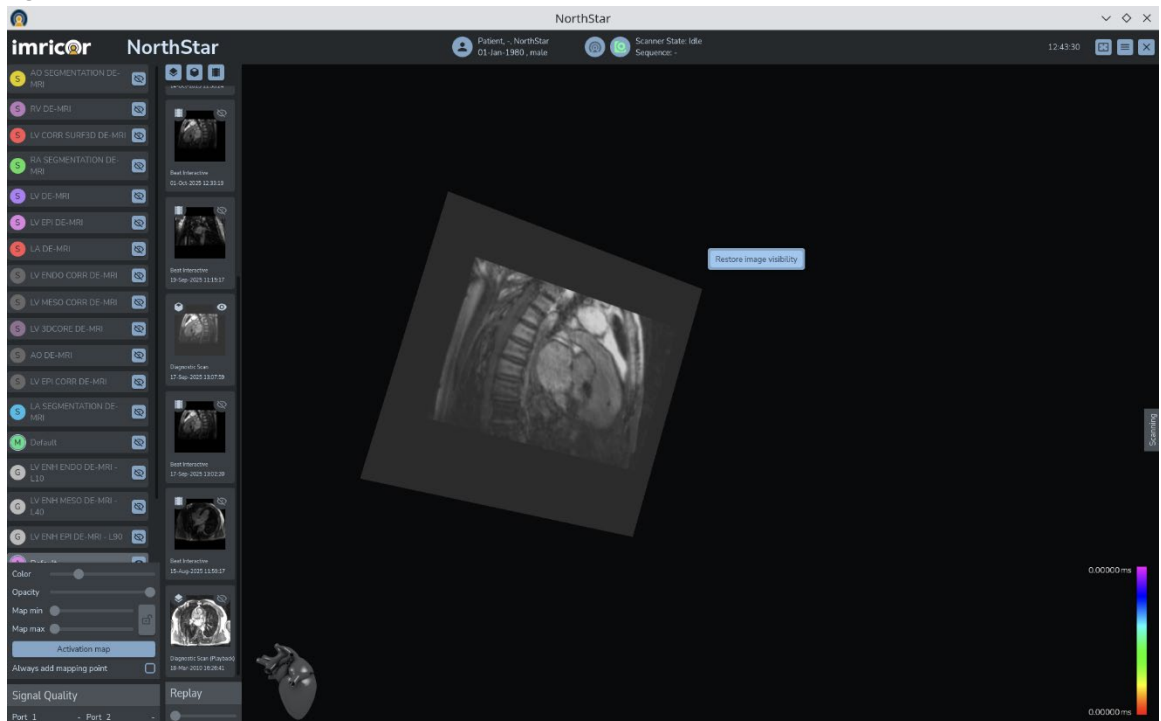 NorthStar
imricor NorthStar
Patient, -, NorthStar
01-Jan-1980 , male
Scanner State: Idle
Sequence: -
12:43:30
S AO SEGMENTATION DE-
MRI
S RV DE-MRI
S LV CORR SURF3D DE-MRI
S RA SEGMENTATION DE-
MRI
S LV DE-MRI
S LV EPI DE-MRI
S LA DE-MRI
S LV ENDO CORR DE-MRI
S LV MESO CORR DE-MRI
S LV 3DCORE DE-MRI
S AO DE-MRI
S LV EPI CORR DE-MRI
S LA SEGMENTATION DE-
MRI
M Default
G LV ENH ENDO DE-MRI -
L10
G LV ENH MESO DE-MRI -
L40
G LV ENH EPI DE-MRI - L90
Default
Color
Opacity
Map min
Map max
Activation map
Always add mapping point
Signal Quality
Port 1 - Port 2 -
Beat Interactive
01-Oct-2025 12:33:19
Beat Interactive
19-Sep-2025 11:15:17
Diagnostic Scan
17-Sep-2025 13:07:59
Beat Interactive
17-Sep-2025 13:02:39
Beat Interactive
19-Aug-2025 11:59:17
Diagnostic Scan (Playback)
18-Mar-2010 16:26:41
Replay
Restore image visibility
Scanning
0.00000 ms
0.00000 ms